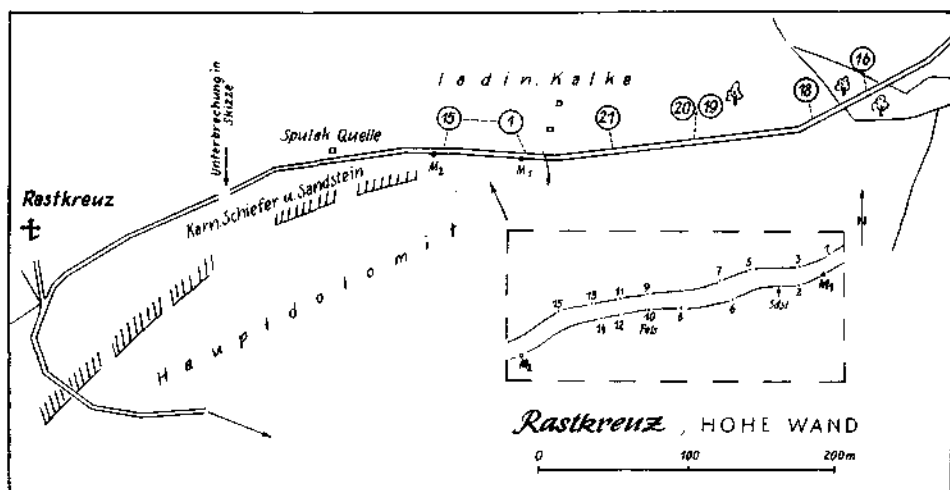 ladin. Kalke
16
20
19
18
15
1
21
Unterbrechung in
Skizze
Spulak Quelle
M2
M1
Karn. Schiefer u. Sandstein
Rastkreuz
Hauptdolomit
N
1
3
5
7
9
11
13
15
M1
2
Sdst
6
8
10
12
14
Fels
M2
Rastkreuz, HOHE WAND
0 100 200m